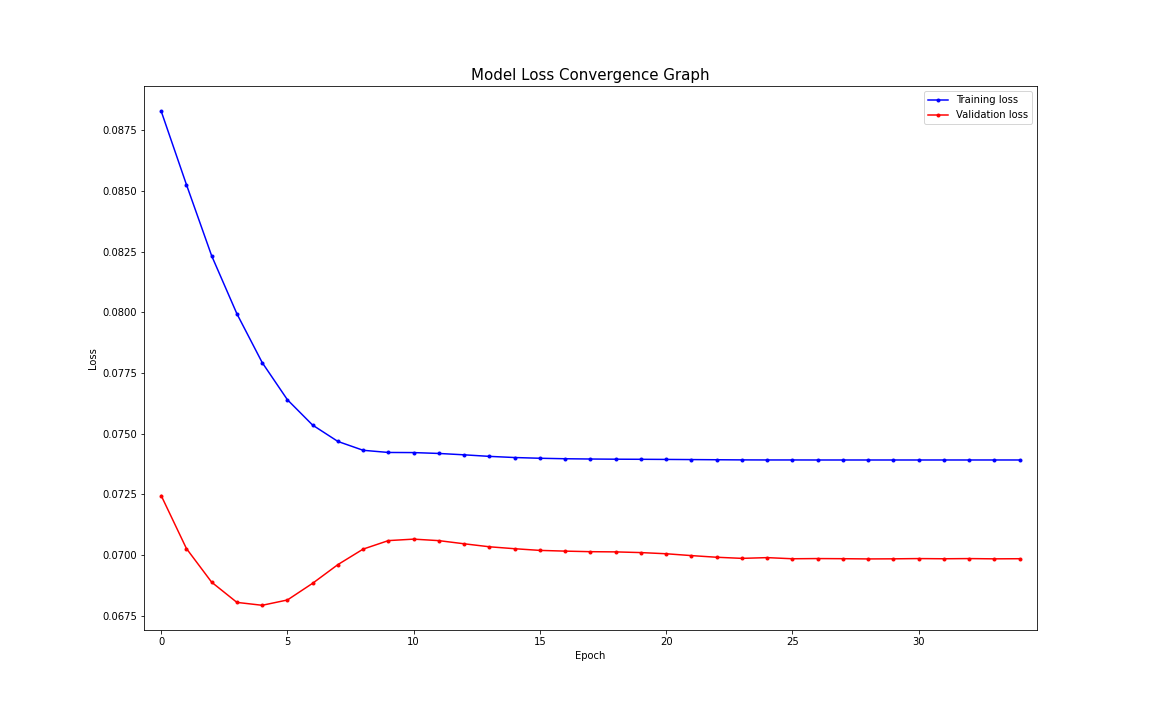 Model Loss Convergence Graph
Training loss
Validation loss
0.0875
0.0850
0.0825
0.0800
0.0775
0.0750
0.0725
0.0700
0.0675
Loss
0 5 10 15 20 25 30
Epoch